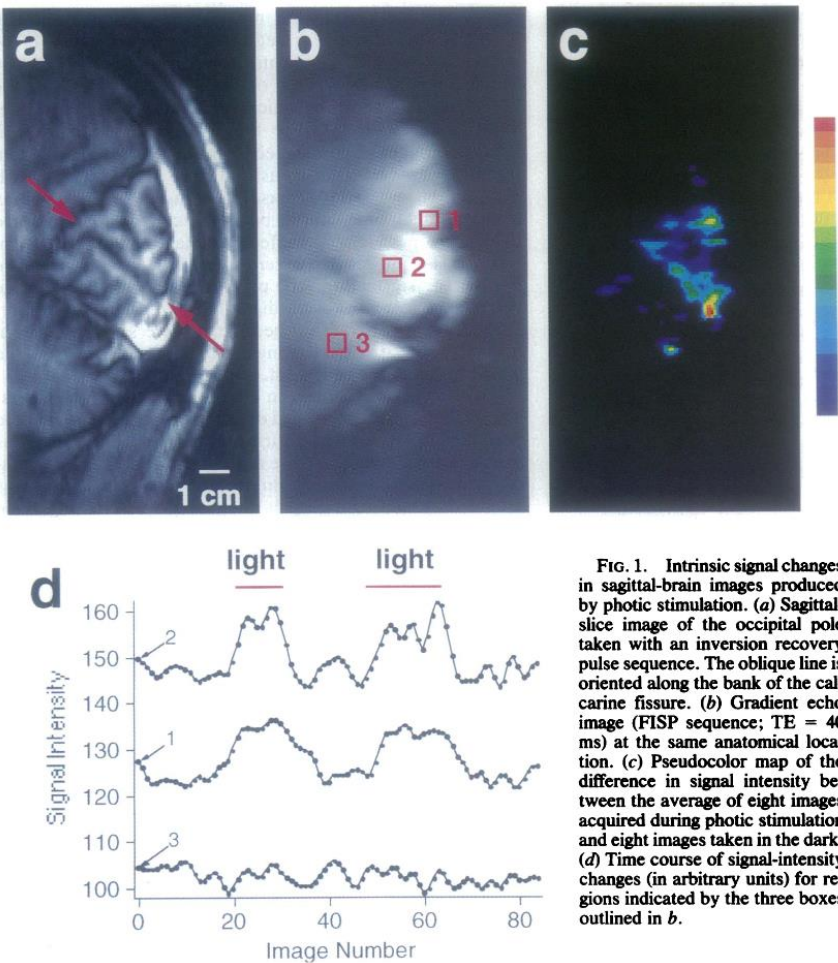 a
b
c
1
2
3
1 cm
d
light light
160
150
140
130
120
110
100
2
1
3
Signal Intensity
0 20 40 60 80
Image Number
FIG. 1. Intrinsic signal changes
in sagittal-brain images produced
by photic stimulation. (a) Sagittal
slice image of the occipital pole
taken with an inversion recovery
pulse sequence. The oblique line is
oriented along the bank of the cal
carine fissure. (b) Gradient echo
image (FISP sequence; TE = 40
ms) at the same anatomical loca
tion. (c) Pseudocolor map of the
difference in signal intensity be
tween the average of eight images
acquired during photic stimulation
and eight images taken in the dark
(d) Time course of signal-intensity
changes (in arbitrary units) for re
gions indicated by the three boxes
outlined in b.